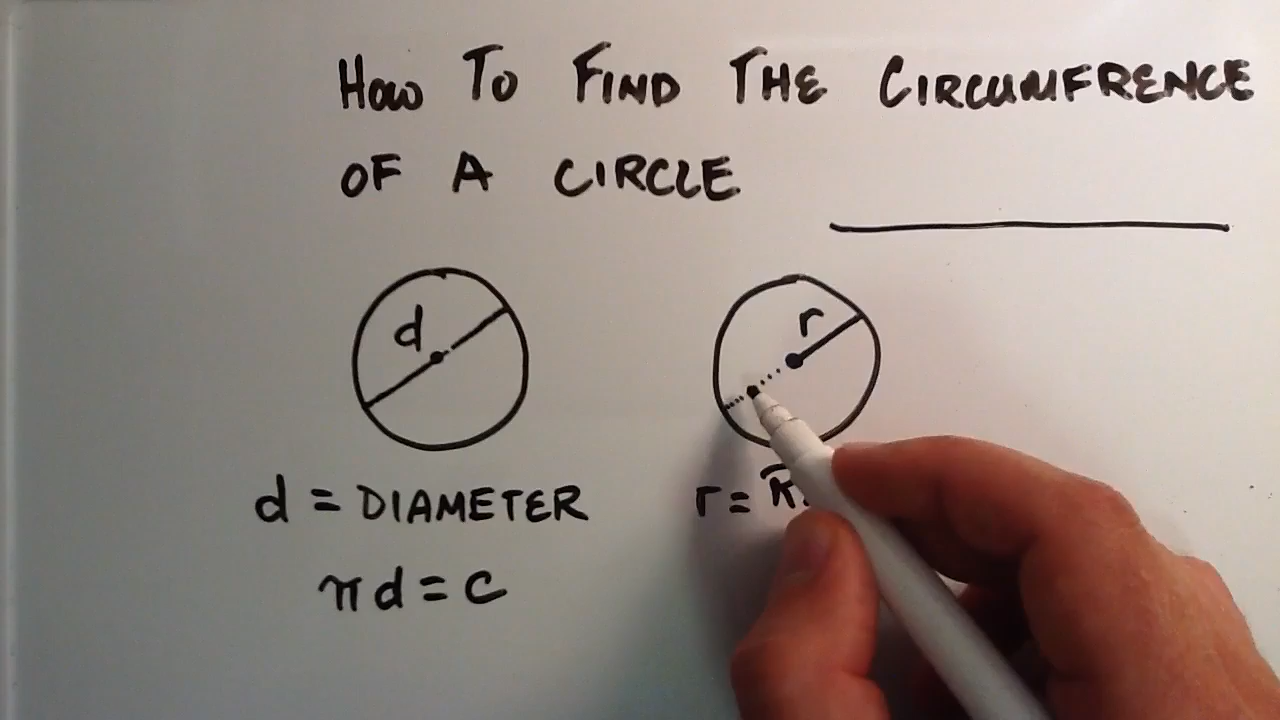 How To FIND THE CIRCUMFRENCE
OF A CIRCLE
d
r
d = DIAMETER
r =
πd = C